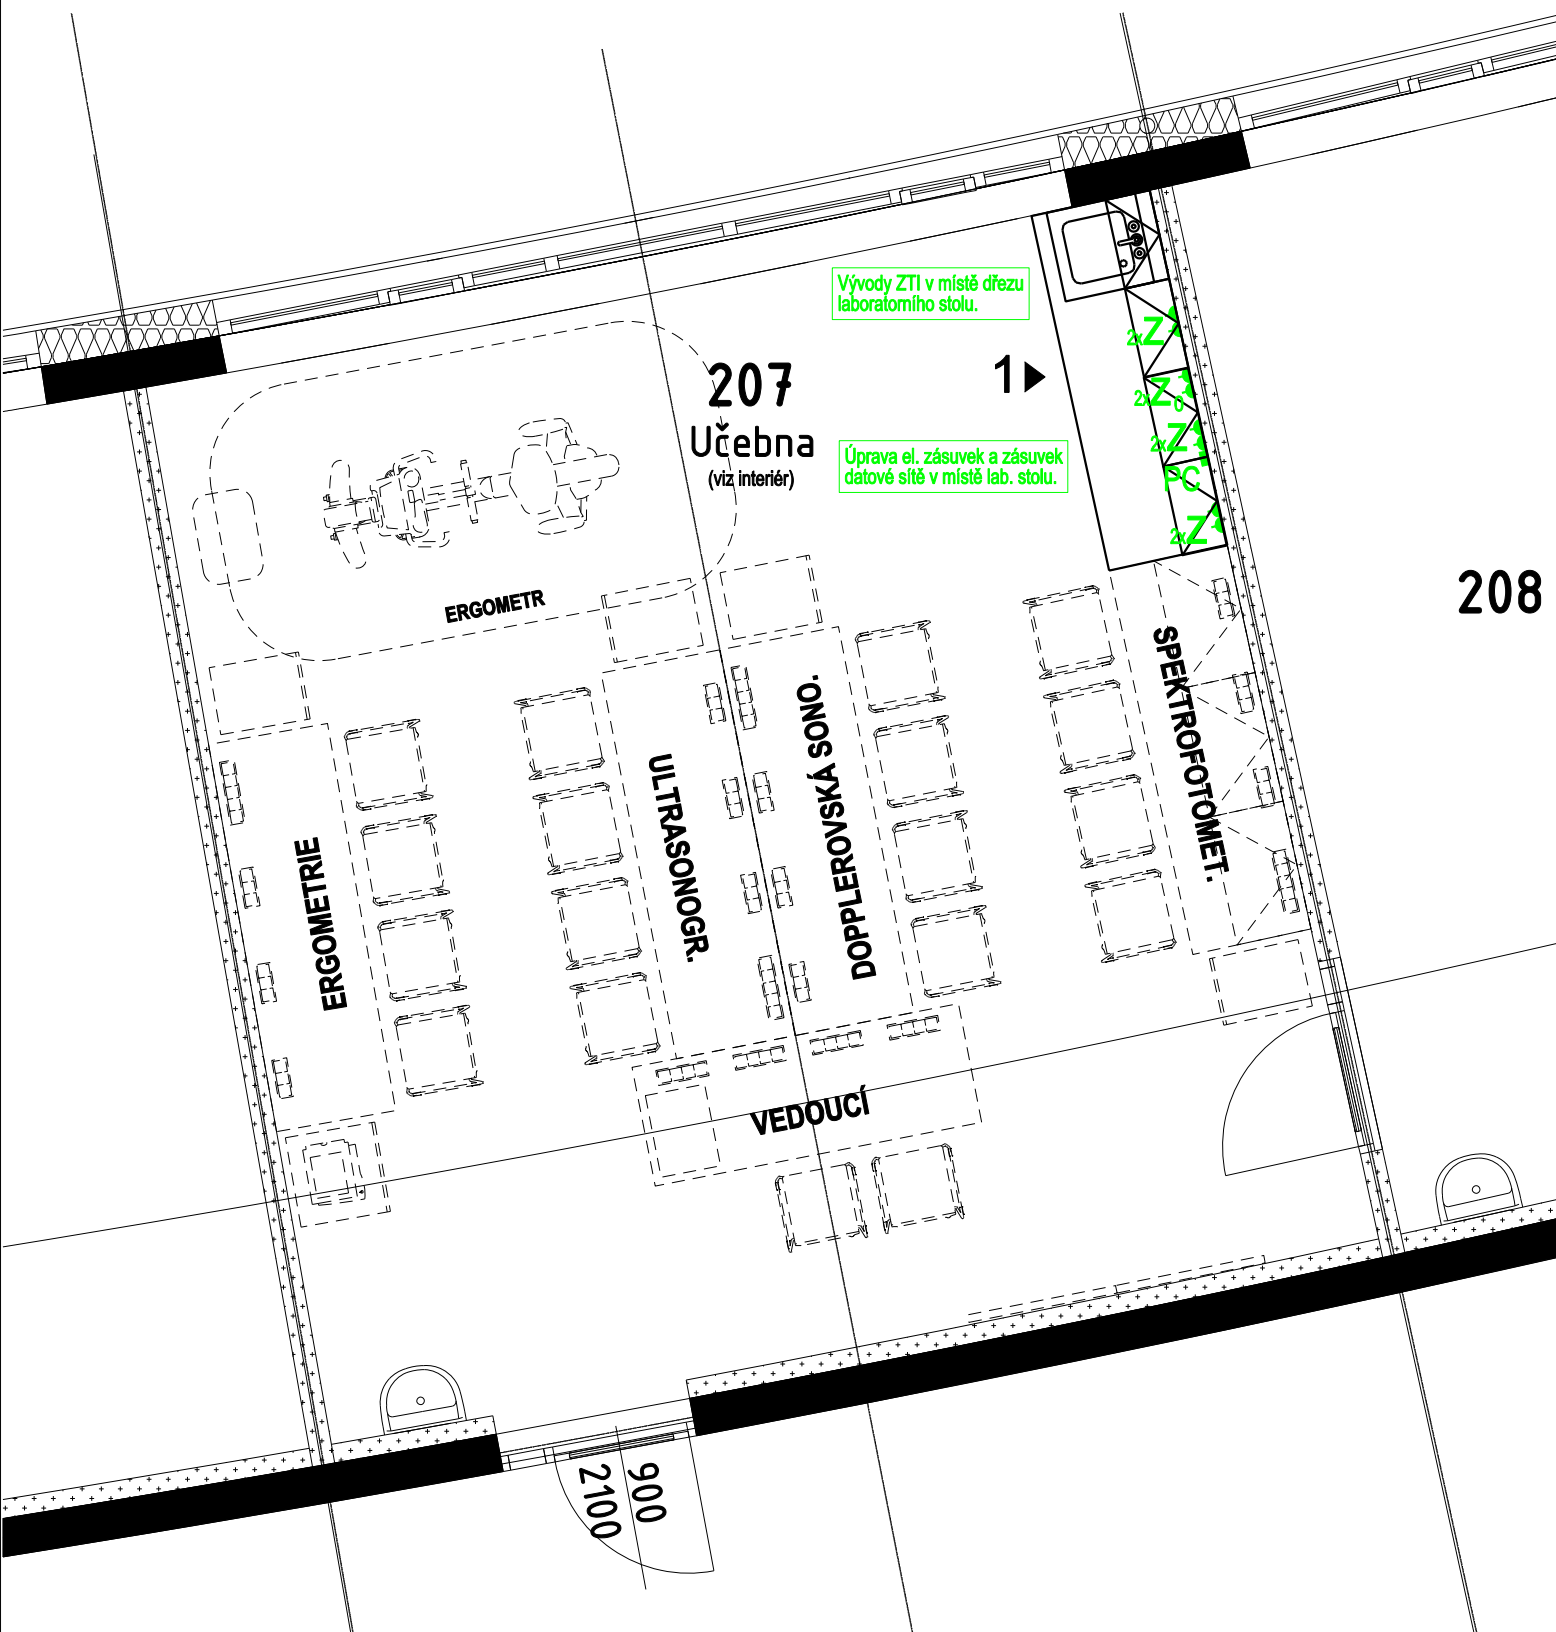 Vývody ZTI v místě dřezu
laboratorního stolu.
207
Učebna
(viz interiér)
1
Úprava el. zásuvek a zásuvek
datové sítě v místě lab. stolu.
2xZ
2xZ0
2xZ
PC
2xZ
208
ERGOMETR
ERGOMETRIE
ULTRASONOGR.
DOPPLEROVSKÁ SONO.
SPEKTROFOTOMET.
VEDOUCÍ
900
2100